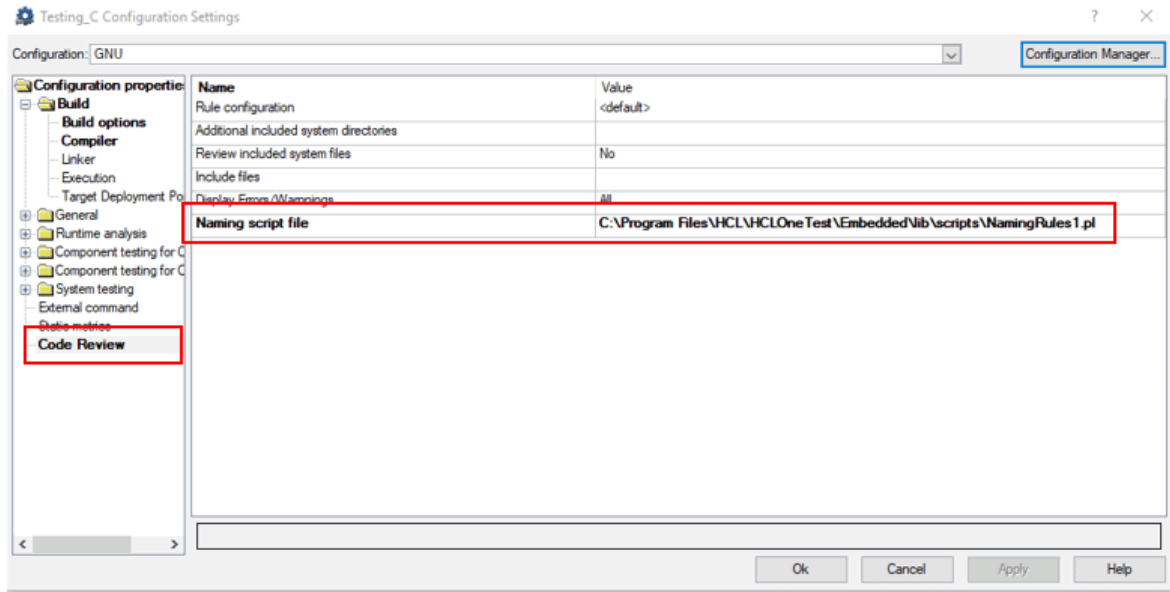 Testing_C Configuration Settings
?
Configuration: GNU
Configuration Manager...
Configuration propertie
Build
Build options
Compiler
Linker
Execution
Target Deployment Po
General
Runtime analysis
Component testing for C
Component testing for C
System testing
External command
Static metrics
Code Review
Name Value
Rule configuration <default>
Additional included system directories
Review included system files No
Include files
Display Errors/Warnings All
Naming script file C:\Program Files\HCL\HCLOneTest\Embedded\lib\scripts\NamingRules1.pl
Ok Cancel Apply Help